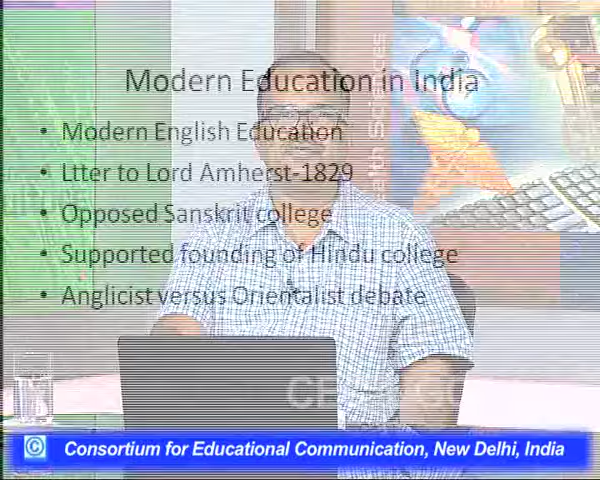 Modern Education in India
• Modern English Education
• Ltter to Lord Amherst-1829
• Opposed Sanskrit college
• Supported founding of Hindu college
• Anglicist versus Orientalist debate
© Consortium for Educational Communication, New Delhi, India